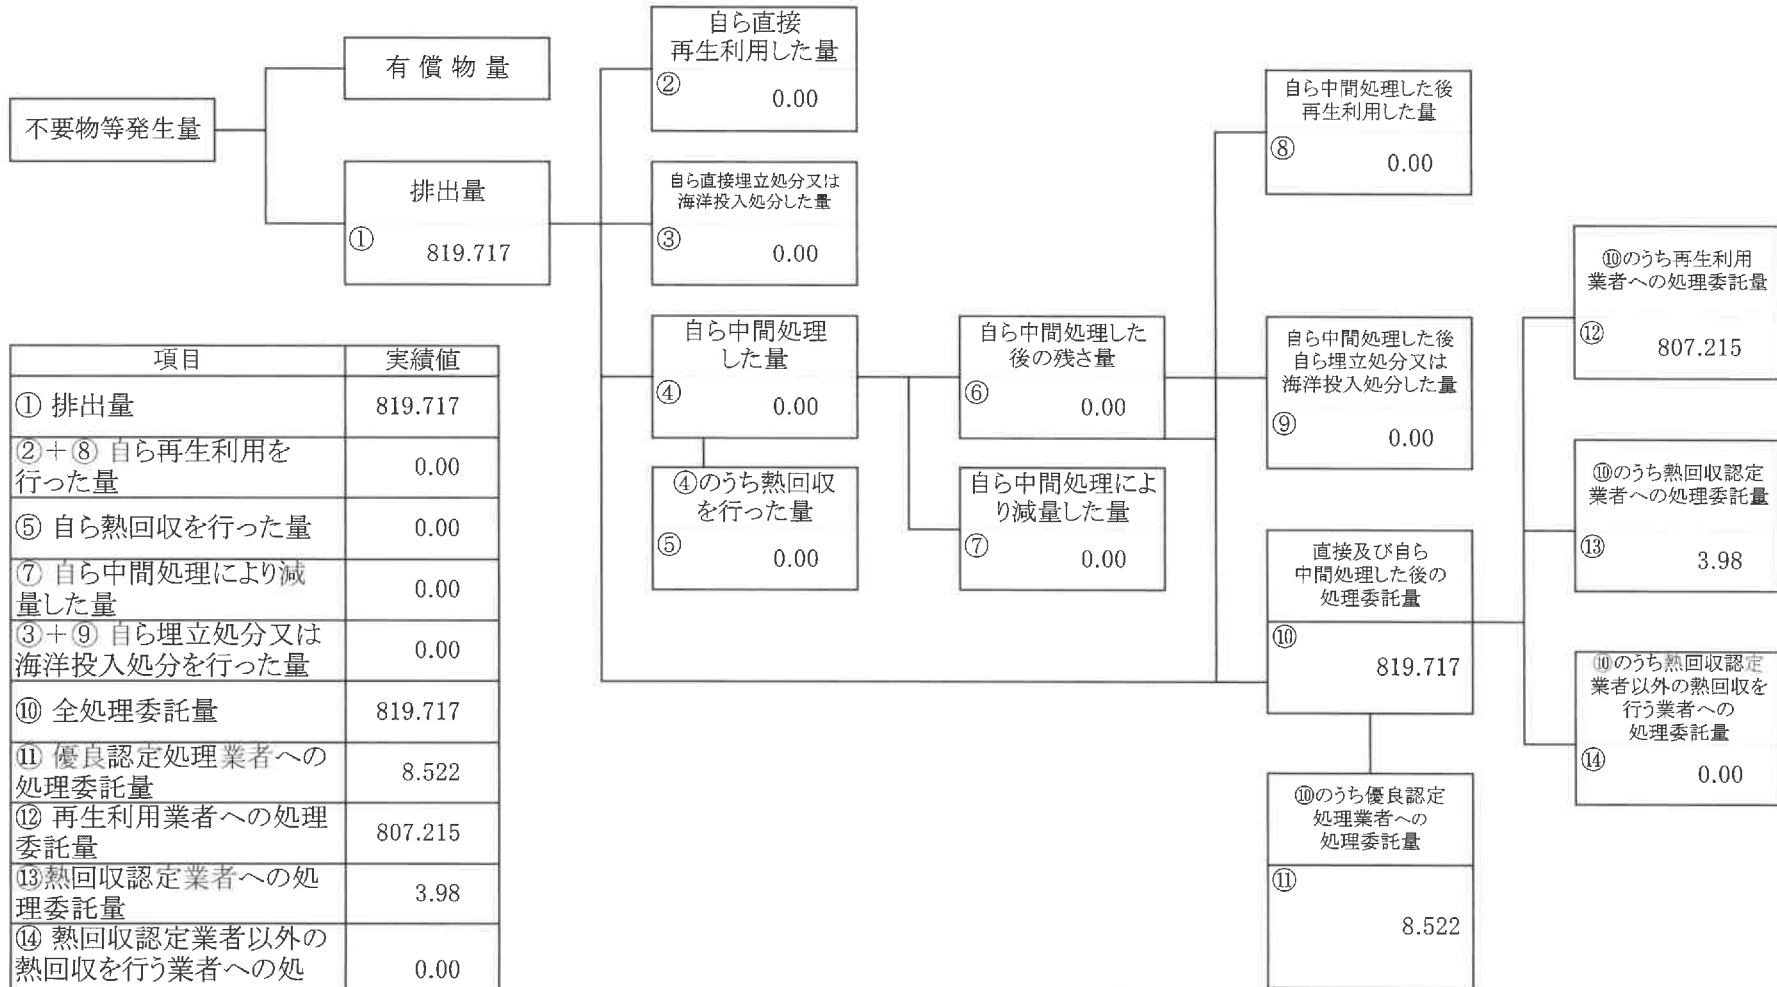 不要物等発生量
有償物量
排出量
①
819.717
自ら直接
再生利用した量
②
0.00
自ら直接埋立処分又は
海洋投入処分した量
③
0.00
自ら中間処理
した量
④
0.00
④のうち熱回収
を行った量
⑤
0.00
自ら中間処理した
後の残さ量
⑥
0.00
自ら中間処理によ
り減量した量
⑦
0.00
自ら中間処理した後
再生利用した量
⑧
0.00
自ら中間処理した後
自ら埋立処分又は
海洋投入処分した量
⑨
0.00
直接及び自ら
中間処理した後の
処理委託量
⑩
819.717
⑩のうち優良認定
処理業者への
処理委託量
⑪
8.522
⑩のうち再生利用
業者への処理委託量
⑫
807.215
⑩のうち熱回収認定
業者への処理委託量
⑬
3.98
⑩のうち熱回収認定
業者以外の熱回収を
行う業者への
処理委託量
⑭
0.00
項目 実績値
① 排出量 819.717
②+⑧ 自ら再生利用を
行った量 0.00
⑤ 自ら熱回収を行った量 0.00
⑦ 自ら中間処理により減
量した量 0.00
③+⑨ 自ら埋立処分又は
海洋投入処分を行った量 0.00
⑩ 全処理委託量 819.717
⑪ 優良認定処理業者への
処理委託量 8.522
⑫ 再生利用業者への処理
委託量 807.215
⑬熱回収認定業者への処
理委託量 3.98
⑭ 熱回収認定業者以外の
熱回収を行う業者への処 0.00